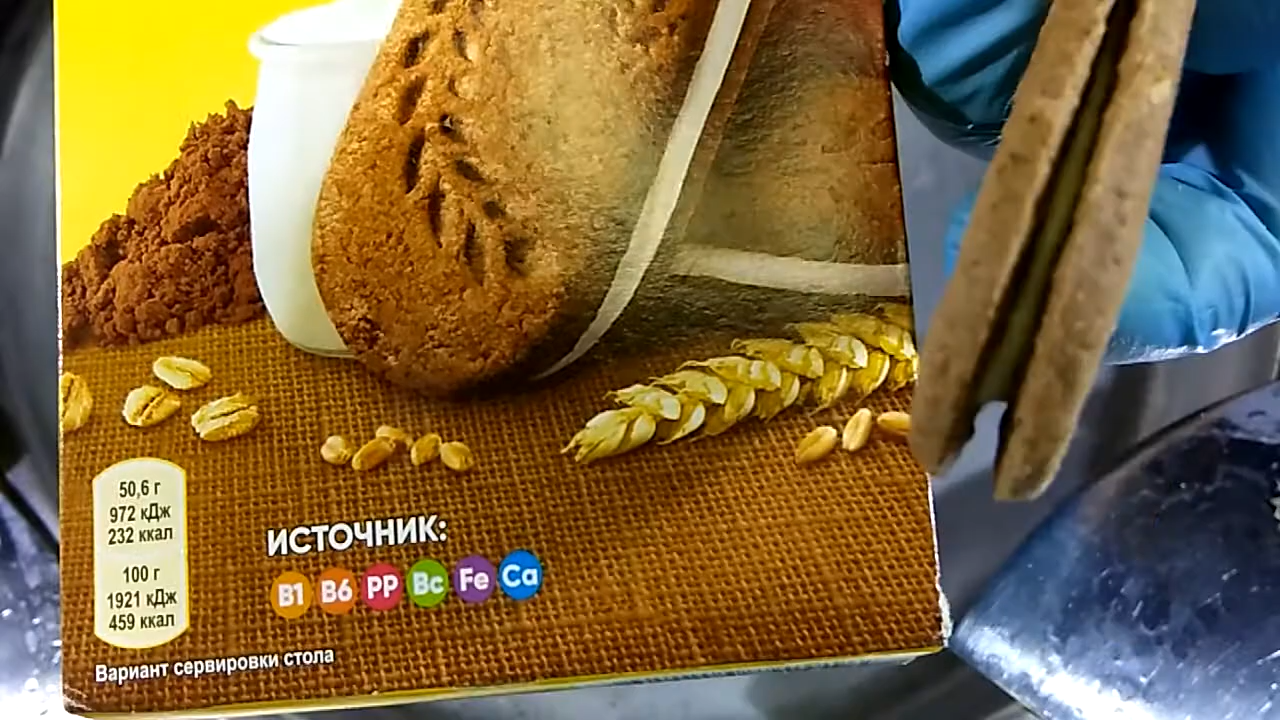 50,6 г
972 кДж
232 ккал
100 г
1921 кДж
459 ккал
ИСТОЧНИК:
B1 B6 PP Bc Fe Ca
Вариант сервировки стола